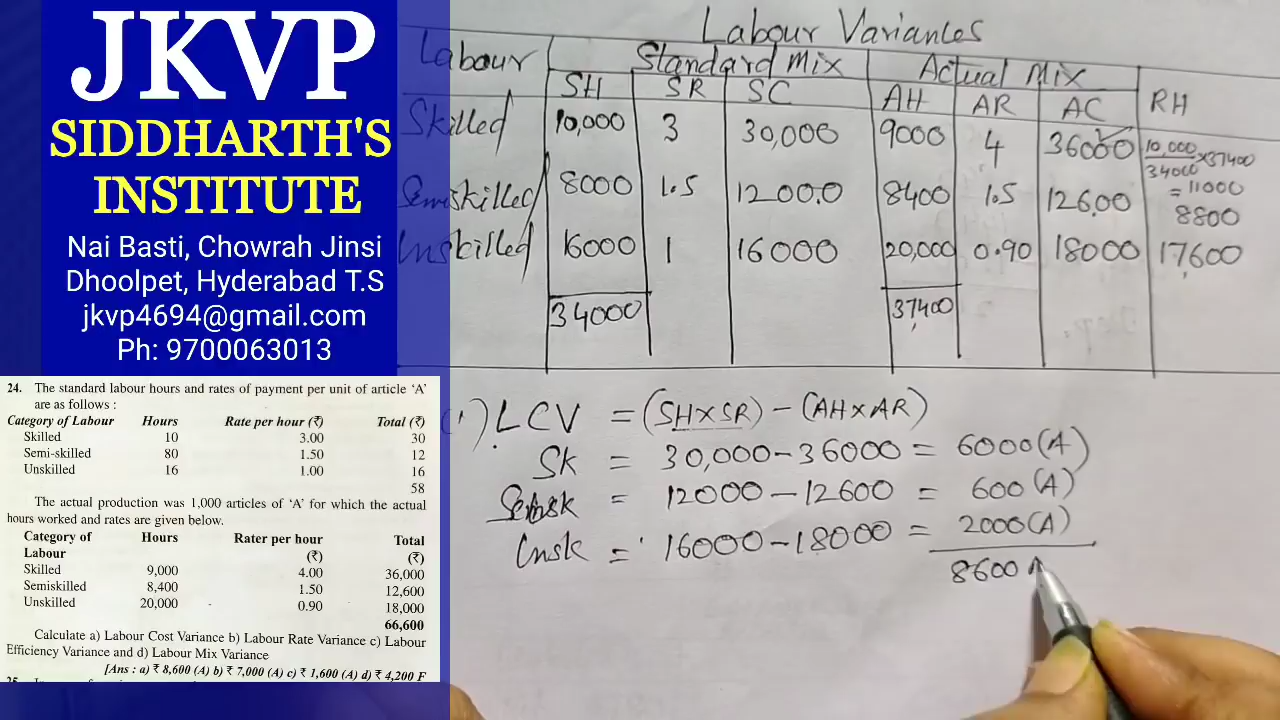 JKVP
SIDDHARTH'S
INSTITUTE
Nai Basti, Chowrah Jinsi
Dhoolpet, Hyderabad T.S
jkvp4694@gmail.com
Ph: 9700063013
24. The standard labour hours and rates of payment per unit of article 'A'
are as follows :
Category of Labour Hours Rate per hour (₹) Total (₹)
Skilled 10 3.00 30
Semi-skilled 80 1.50 12
Unskilled 16 1.00 16
58
The actual production was 1,000 articles of 'A' for which the actual
hours worked and rates are given below.
Category of Hours Rater per hour Total
Labour (₹) (₹)
Skilled 9,000 4.00 36,000
Semiskilled 8,400 1.50 12,600
Unskilled 20,000 0.90 18,000
66,600
Calculate a) Labour Cost Variance b) Labour Rate Variance c) Labour
Efficiency Variance and d) Labour Mix Variance
[Ans : a) ₹ 8,600 (A) b) ₹ 7,000 (A) c) ₹ 1,600 (A) d) ₹ 4,200 F
Labour Variances
Labour Standard Mix Actual Mix
SH SR SC AH AR AC RH
Skilled 10,000 3 30,000 9000 4 36000 10,000/34000 ×37400
= 11000
Semiskilled 8000 1.5 12000 8400 1.5 12600 8800
Unskilled 16000 1 16000 20,000 0.90 18000 17,600
34000 37400
(1) LCV = (SH×SR) - (AH×AR)
Sk = 30,000-36000 = 6000(A)
Semisk = 12000-12600 = 600(A)
Unsk = 16000-18000 = 2000(A)
8600